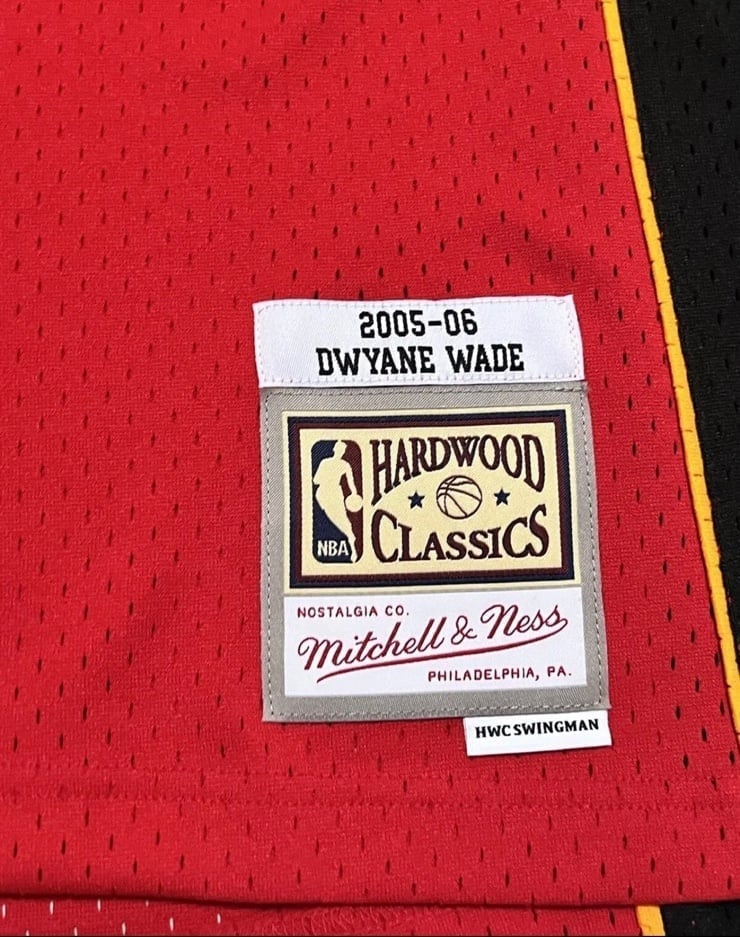 2005-06
DWYANE WADE
HARDWOOD
CLASSICS
NBA
NOSTALGIA CO.
Mitchell & Ness
PHILADELPHIA, PA.
HWC SWINGMAN